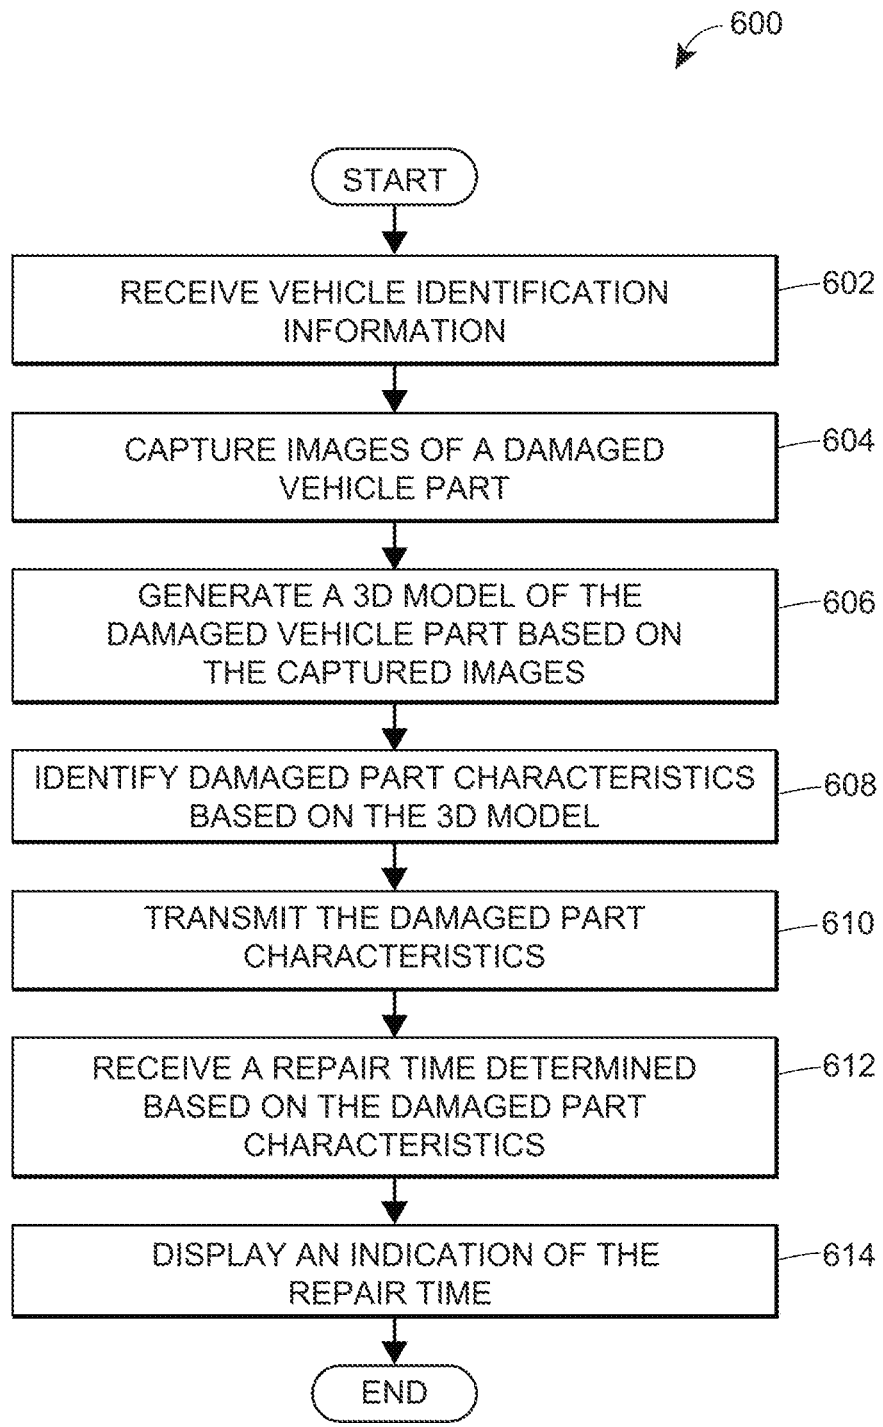 600
START
RECEIVE VEHICLE IDENTIFICATION
INFORMATION
602
CAPTURE IMAGES OF A DAMAGED
VEHICLE PART
604
GENERATE A 3D MODEL OF THE
DAMAGED VEHICLE PART BASED ON
THE CAPTURED IMAGES
606
IDENTIFY DAMAGED PART CHARACTERISTICS
BASED ON THE 3D MODEL
608
TRANSMIT THE DAMAGED PART
CHARACTERISTICS
610
RECEIVE A REPAIR TIME DETERMINED
BASED ON THE DAMAGED PART
CHARACTERISTICS
612
DISPLAY AN INDICATION OF THE
REPAIR TIME
614
END